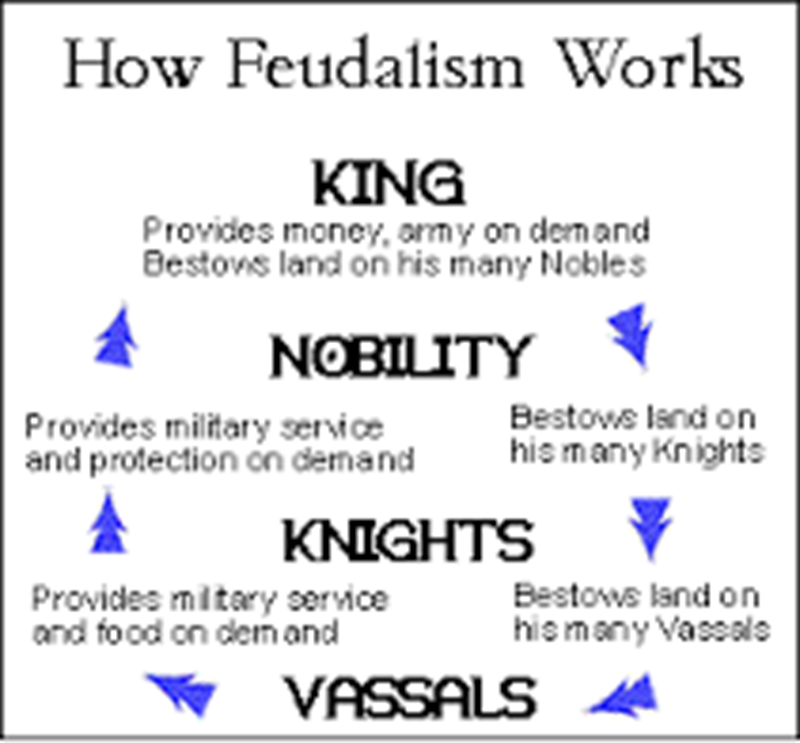 How Feudalism Works
KING
Provides money, army on demand
Bestows land on his many Nobles
NOBILITY
Provides military service
and protection on demand
Bestows land on
his many Knights
KNIGHTS
Provides military service
and food on demand
Bestows land on
his many Vassals
VASSALS